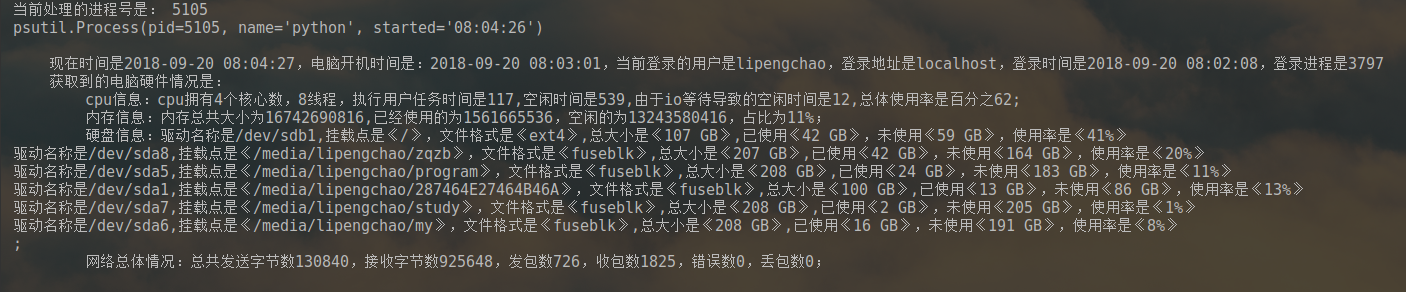 当前处理的进程号是： 5105
psutil.Process(pid=5105, name='python', started='08:04:26')
现在时间是2018-09-20 08:04:27，电脑开机时间是：2018-09-20 08:03:01，当前登录的用户是lipengchao，登录地址是localhost，登录时间是2018-09-20 08:02:08，登录进程是3797
获取到的电脑硬件情况是：
cpu信息：cpu拥有4个核心数，8线程，执行用户任务时间是117,空闲时间是539,由于io等待导致的空闲时间是12,总体使用率是百分之62;
内存信息：内存总共大小为16742690816,已经使用的为1561665536，空闲的为13243580416，占比为11%;
硬盘信息：驱动名称是/dev/sdb1,挂载点是《/》，文件格式是《ext4》,总大小是《107 GB》,已使用《42 GB》，未使用《59 GB》，使用率是《41%》
驱动名称是/dev/sda8,挂载点是《/media/lipengchao/zqzb》，文件格式是《fuseblk》,总大小是《207 GB》,已使用《42 GB》，未使用《164 GB》，使用率是《20%》
驱动名称是/dev/sda5,挂载点是《/media/lipengchao/program》，文件格式是《fuseblk》,总大小是《208 GB》,已使用《24 GB》，未使用《183 GB》，使用率是《11%》
驱动名称是/dev/sda1,挂载点是《/media/lipengchao/287464E27464B46A》，文件格式是《fuseblk》,总大小是《100 GB》,已使用《13 GB》，未使用《86 GB》，使用率是《13%》
驱动名称是/dev/sda7,挂载点是《/media/lipengchao/study》，文件格式是《fuseblk》,总大小是《208 GB》,已使用《2 GB》，未使用《205 GB》，使用率是《1%》
驱动名称是/dev/sda6,挂载点是《/media/lipengchao/my》，文件格式是《fuseblk》,总大小是《208 GB》,已使用《16 GB》，未使用《191 GB》，使用率是《8%》
;
网络总体情况：总共发送字节数130840，接收字节数925648，发包数726，收包数1825，错误数0，丢包数0;